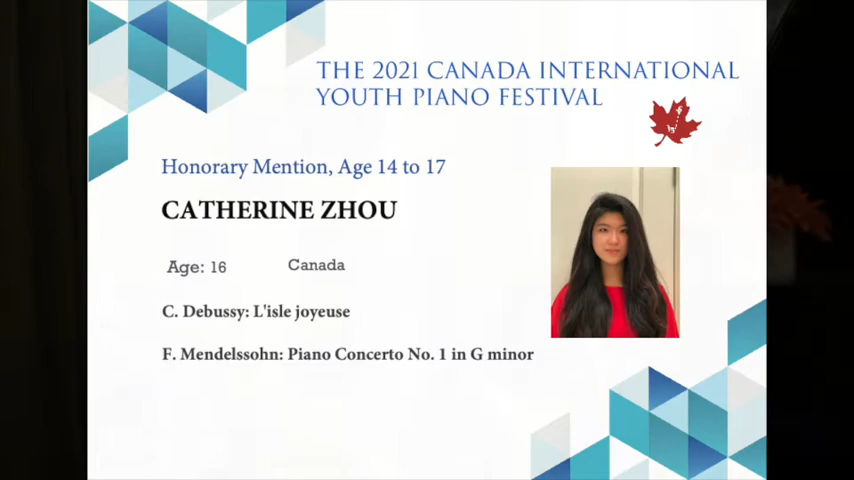 THE 2021 CANADA INTERNATIONAL
YOUTH PIANO FESTIVAL
Honorary Mention, Age 14 to 17
CATHERINE ZHOU
Age: 16 Canada
C. Debussy: L'isle joyeuse
F. Mendelssohn: Piano Concerto No. 1 in G minor